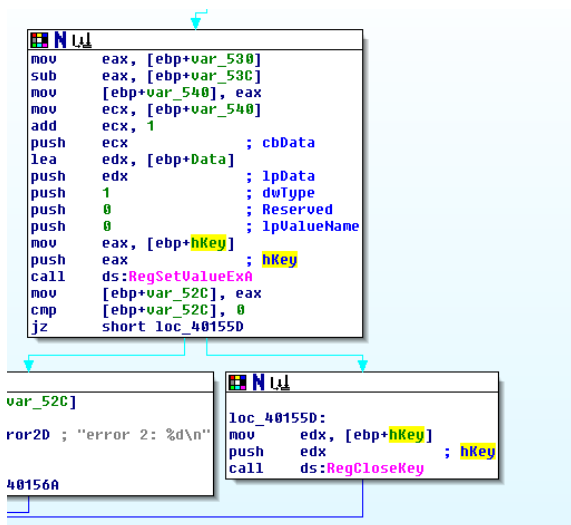 mov eax, [ebp+var_530]
sub eax, [ebp+var_53C]
mov [ebp+var_540], eax
mov ecx, [ebp+var_540]
add ecx, 1
push ecx ; cbData
lea edx, [ebp+Data]
push edx ; lpData
push 1 ; dwType
push 0 ; Reserved
push 0 ; lpValueName
mov eax, [ebp+hKey]
push eax ; hKey
call ds:RegSetValueExA
mov [ebp+var_52C], eax
cmp [ebp+var_52C], 0
jz short loc_40155D
var_52C]
ror2D ; "error 2: %d\n"
40156A
loc_40155D:
mov edx, [ebp+hKey]
push edx ; hKey
call ds:RegCloseKey